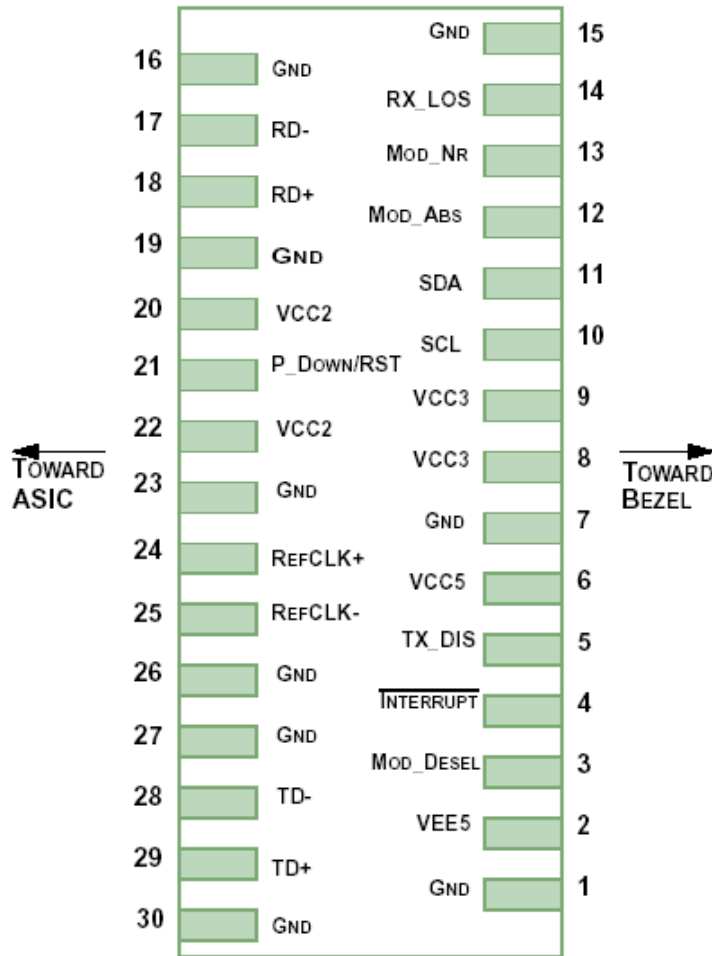 16 GND GND 15
17 RD- RX_LOS 14
18 RD+ MOD_NR 13
19 GND MOD_ABS 12
20 VCC2 SDA 11
21 P_DOWN/RST SCL 10
22 VCC2 VCC3 9
TOWARD ASIC
23 GND VCC3 8
TOWARD BEZEL
24 REFCLK+ GND 7
25 REFCLK- VCC5 6
26 GND TX_DIS 5
27 GND INTERRUPT 4
28 TD- MOD_DESEL 3
29 TD+ VEE5 2
30 GND GND 1